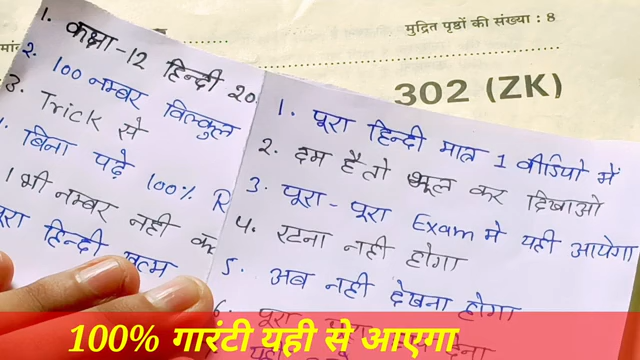 मुद्रित पृष्ठों की संख्या : 8
302 (ZK)
1. कक्षा-12 हिन्दी 20
2. 100 नम्बर बिल्कुल
3. Trick से
बिना पढ़े 100% R
1 भी नम्बर नही क
पूरा हिन्दी खत्म
1. पूरा हिन्दी मात्र 1 वीडियो में
2. दम है तो भूल कर दिखाओ
3. पूरा-पूरा Exam मे यही आयेगा
4. रटना नही होगा
5. अब नही देखना होगा
6. पूरा
100% गारंटी यही से आएगा